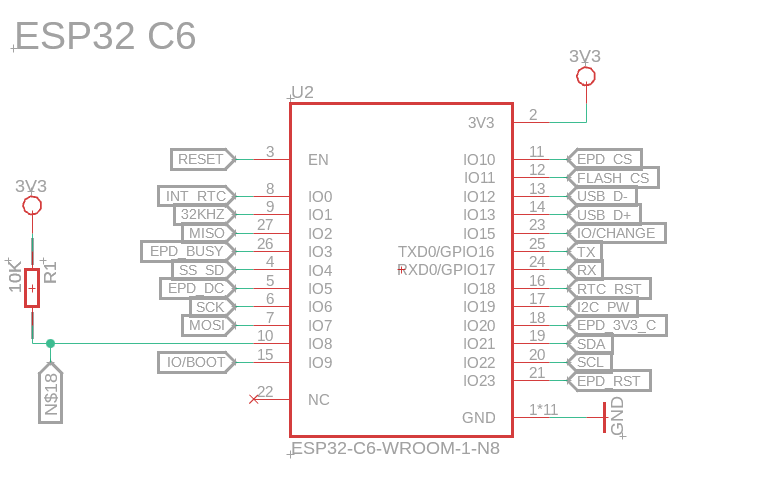 ESP32 C6
3V3
U2
2
3V3
RESET 3 EN IO10 11 EPD_CS
IO11 12 FLASH_CS
INT_RTC 8 IO0 IO12 13 USB_D-
3V3
32KHZ 9 IO1 IO13 14 USB_D+
MISO 27 IO2 IO15 23 IO/CHANGE
EPD_BUSY 26 IO3 TXD0/GPIO16 25 TX
10K R1 SS_SD 4 IO4 RXD0/GPIO17 24 RX
EPD_DC 5 IO5 IO18 16 RTC_RST
SCK 6 IO6 IO19 17 I2C_PW
MOSI 7 IO7 IO20 18 EPD_3V3_C
10 IO8 IO21 19 SDA
IO/BOOT 15 IO9 IO22 20 SCL
IO23 21 EPD_RST
N$18
22 NC
GND 1*11 GND
ESP32-C6-WROOM-1-N8